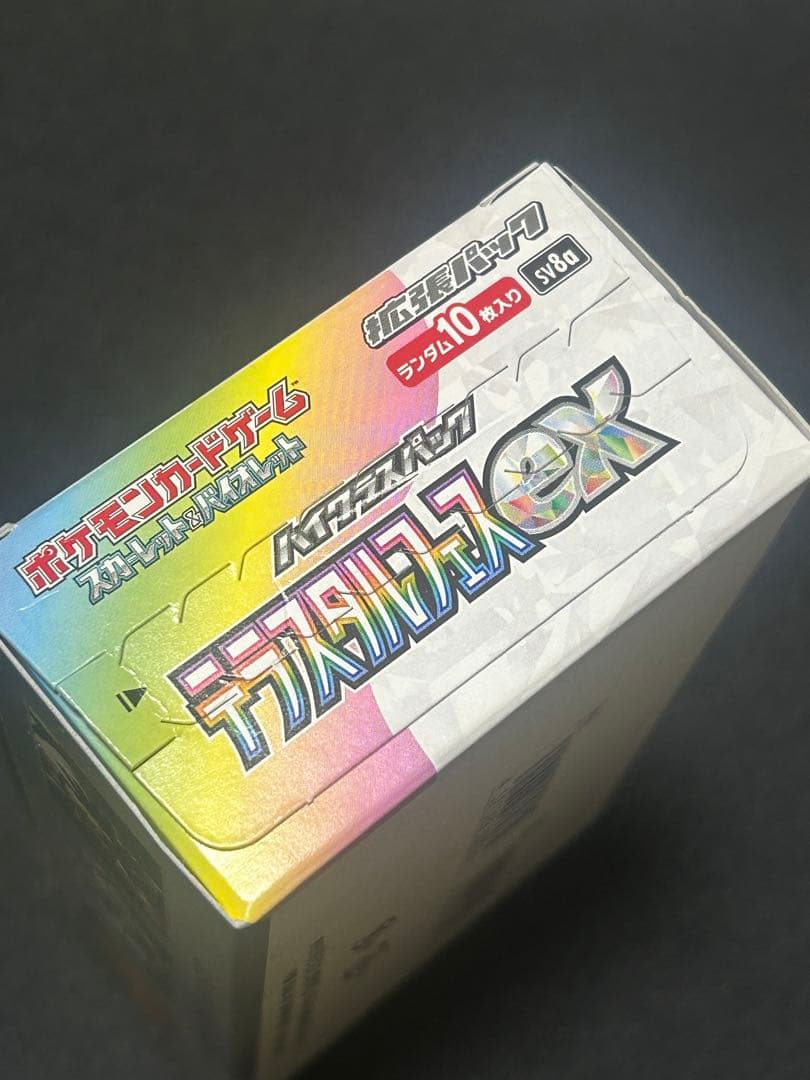 ポケモンカードゲーム™
スカーレット&バイオレット
拡張パック
ランダム10枚入り
sv8a
ハイクラスパック
テラスタルフェスex